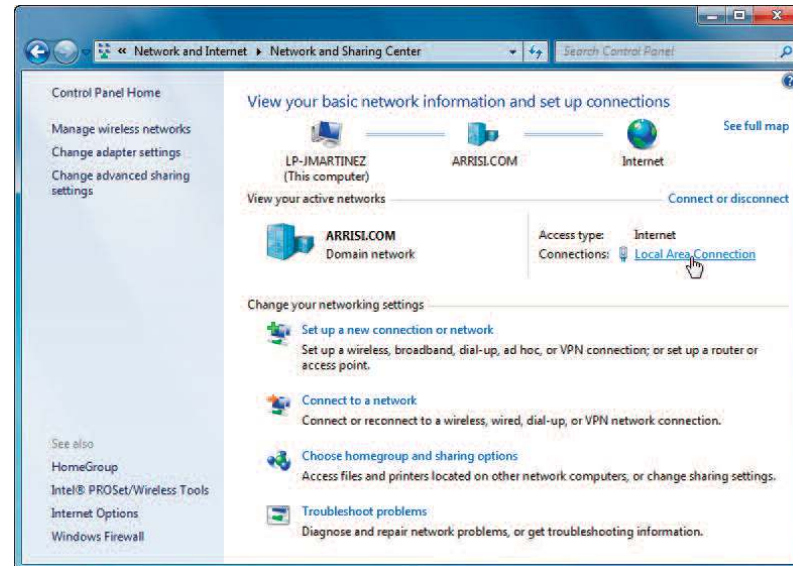 « Network and Internet ▸ Network and Sharing Center
Search Control Panel
Control Panel Home
Manage wireless networks
Change adapter settings
Change advanced sharing
settings
See also
HomeGroup
Intel® PROSet/Wireless Tools
Internet Options
Windows Firewall
View your basic network information and set up connections
See full map
LP-JMARTINEZ
(This computer)
ARRISI.COM
Internet
View your active networks
Connect or disconnect
ARRISI.COM
Domain network
Access type: Internet
Connections: Local Area Connection
Change your networking settings
Set up a new connection or network
Set up a wireless, broadband, dial-up, ad hoc, or VPN connection; or set up a router or
access point.
Connect to a network
Connect or reconnect to a wireless, wired, dial-up, or VPN network connection.
Choose homegroup and sharing options
Access files and printers located on other network computers, or change sharing settings.
Troubleshoot problems
Diagnose and repair network problems, or get troubleshooting information.